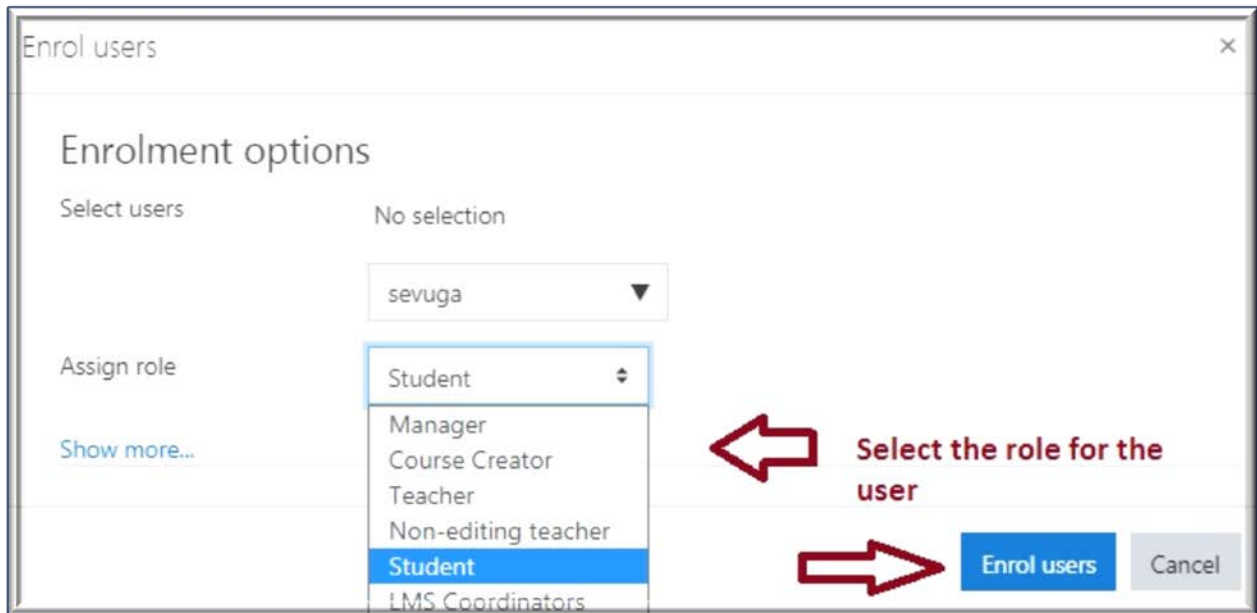 Enrol users ×
Enrolment options
Select users No selection
sevuga
Assign role Student
Manager
Show more...
Course Creator
Select the role for the
user
Teacher
Non-editing teacher
Student
Enrol users Cancel
LMS Coordinators